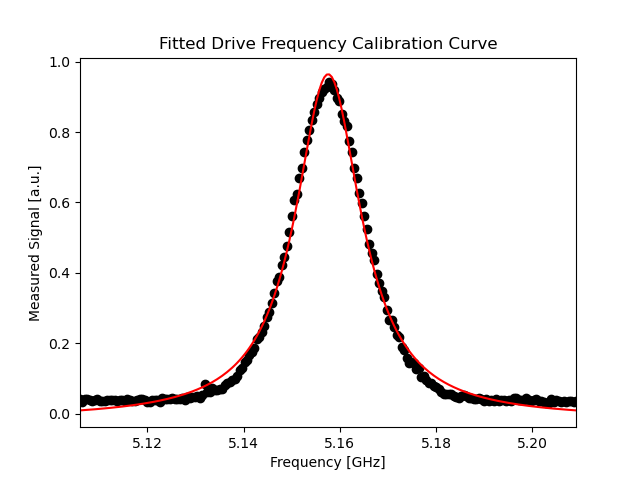 Fitted Drive Frequency Calibration Curve
Measured Signal [a.u.]
1.0
0.8
0.6
0.4
0.2
0.0
5.12 5.14 5.16 5.18 5.20
Frequency [GHz]